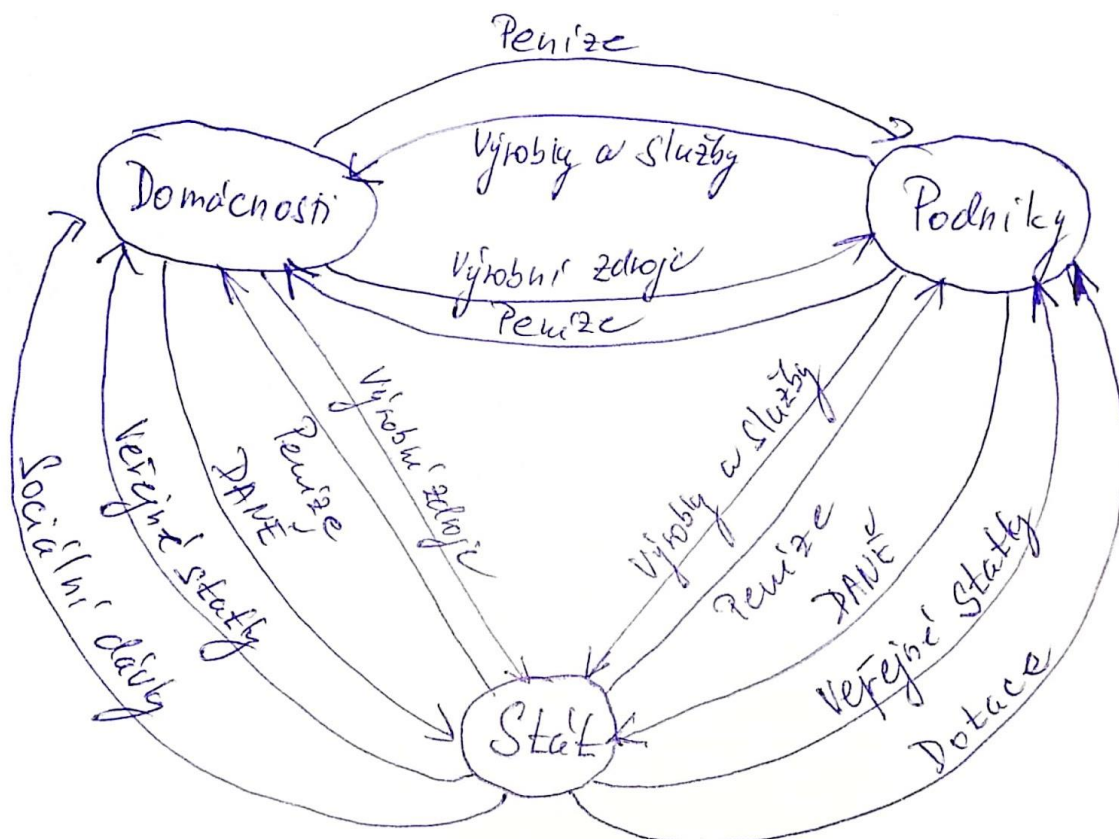 Peníze
Výrobky a služby
Domácnosti
Podniky
Výrobní zdroje
Peníze
Sociální dávky
Veřejné statky
DANĚ
Peníze
Výrobní zdroje
Výrobky a služby
Peníze
DANĚ
Veřejné Statky
Dotace
Stát